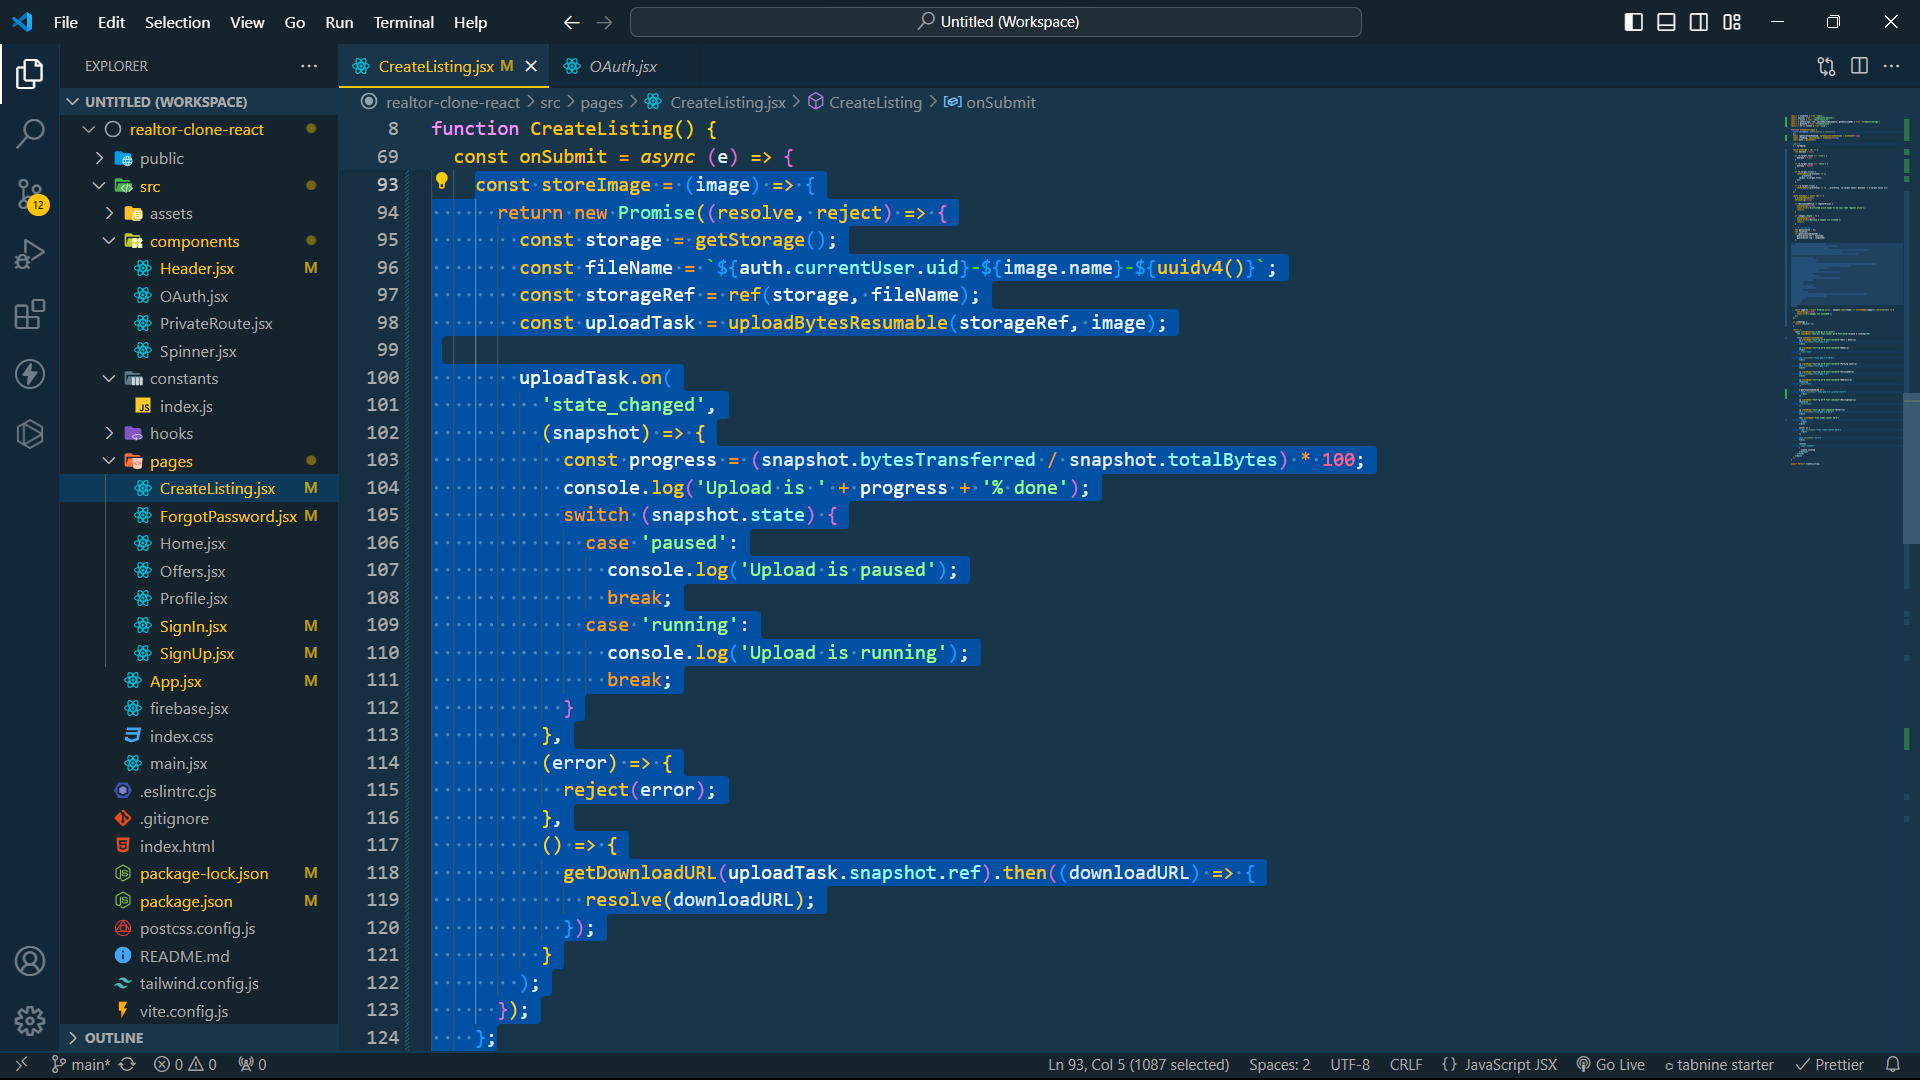 File Edit Selection View Go Run Terminal Help
Untitled (Workspace)
EXPLORER
UNTITLED (WORKSPACE)
realtor-clone-react
public
src
assets
components
Header.jsx M
OAuth.jsx
PrivateRoute.jsx
Spinner.jsx
constants
index.js
hooks
pages
CreateListing.jsx M
ForgotPassword.jsx M
Home.jsx
Offers.jsx
Profile.jsx
SignIn.jsx M
SignUp.jsx M
App.jsx M
firebase.jsx
index.css
main.jsx
.eslintrc.cjs
.gitignore
index.html
package-lock.json M
package.json M
postcss.config.js
README.md
tailwind.config.js
vite.config.js
OUTLINE
12
CreateListing.jsx M
OAuth.jsx
realtor-clone-react > src > pages > CreateListing.jsx > CreateListing > onSubmit
8 function CreateListing() {
69 const onSubmit = async (e) => {
93 const storeImage = (image) => {
94 return new Promise((resolve, reject) => {
95 const storage = getStorage();
96 const fileName = `${auth.currentUser.uid}-${image.name}-${uuidv4()}`;
97 const storageRef = ref(storage, fileName);
98 const uploadTask = uploadBytesResumable(storageRef, image);
99
100 uploadTask.on(
101 'state_changed',
102 (snapshot) => {
103 const progress = (snapshot.bytesTransferred / snapshot.totalBytes) * 100;
104 console.log('Upload is ' + progress + '% done');
105 switch (snapshot.state) {
106 case 'paused':
107 console.log('Upload is paused');
108 break;
109 case 'running':
110 console.log('Upload is running');
111 break;
112 }
113 },
114 (error) => {
115 reject(error);
116 },
117 () => {
118 getDownloadURL(uploadTask.snapshot.ref).then((downloadURL) => {
119 resolve(downloadURL);
120 });
121 }
122 );
123 });
124 };
main* 0 0 0
Ln 93, Col 5 (1087 selected) Spaces: 2 UTF-8 CRLF {} JavaScript JSX Go Live tabnine starter Prettier